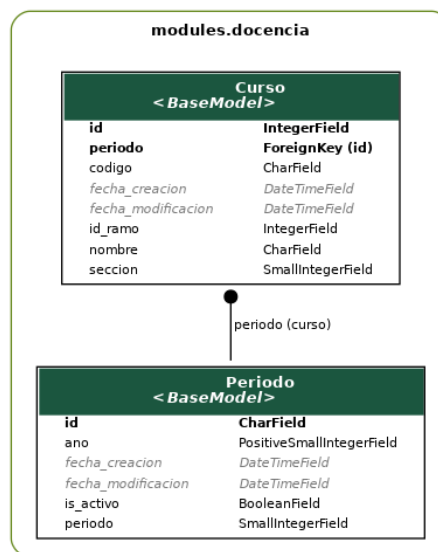 modules.docencia
Curso
<BaseModel>
id IntegerField
periodo ForeignKey (id)
codigo CharField
fecha_creacion DateTimeField
fecha_modificacion DateTimeField
id_ramo IntegerField
nombre CharField
seccion SmallIntegerField
periodo (curso)
Periodo
<BaseModel>
id CharField
ano PositiveSmallIntegerField
fecha_creacion DateTimeField
fecha_modificacion DateTimeField
is_activo BooleanField
periodo SmallIntegerField